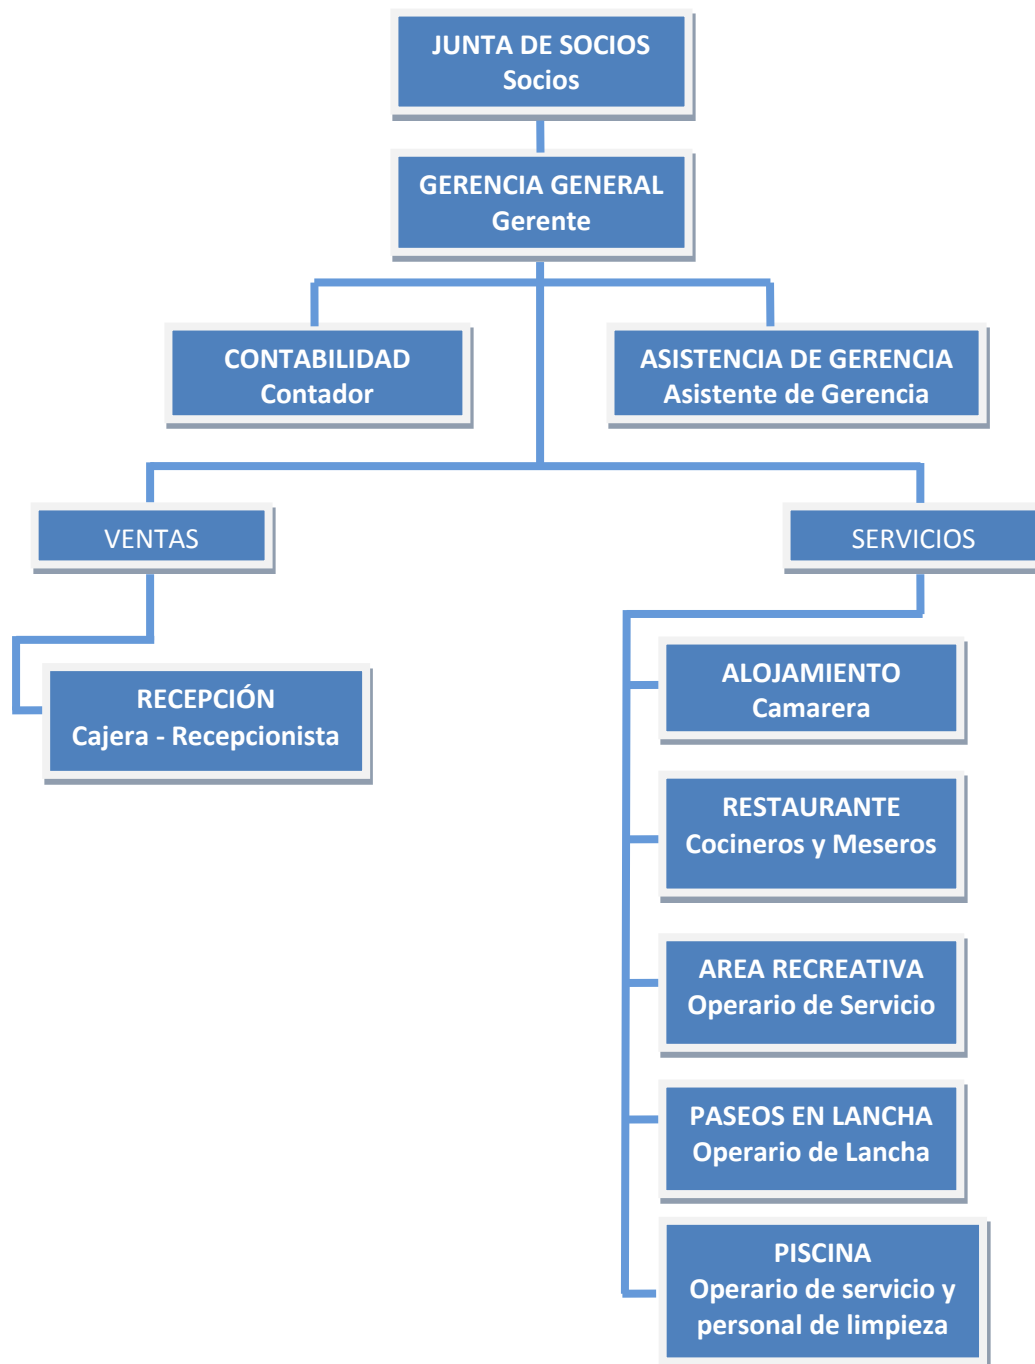 JUNTA DE SOCIOS
Socios
GERENCIA GENERAL
Gerente
CONTABILIDAD
Contador
ASISTENCIA DE GERENCIA
Asistente de Gerencia
VENTAS
SERVICIOS
RECEPCIÓN
Cajera - Recepcionista
ALOJAMIENTO
Camarera
RESTAURANTE
Cocineros y Meseros
AREA RECREATIVA
Operario de Servicio
PASEOS EN LANCHA
Operario de Lancha
PISCINA
Operario de servicio y
personal de limpieza